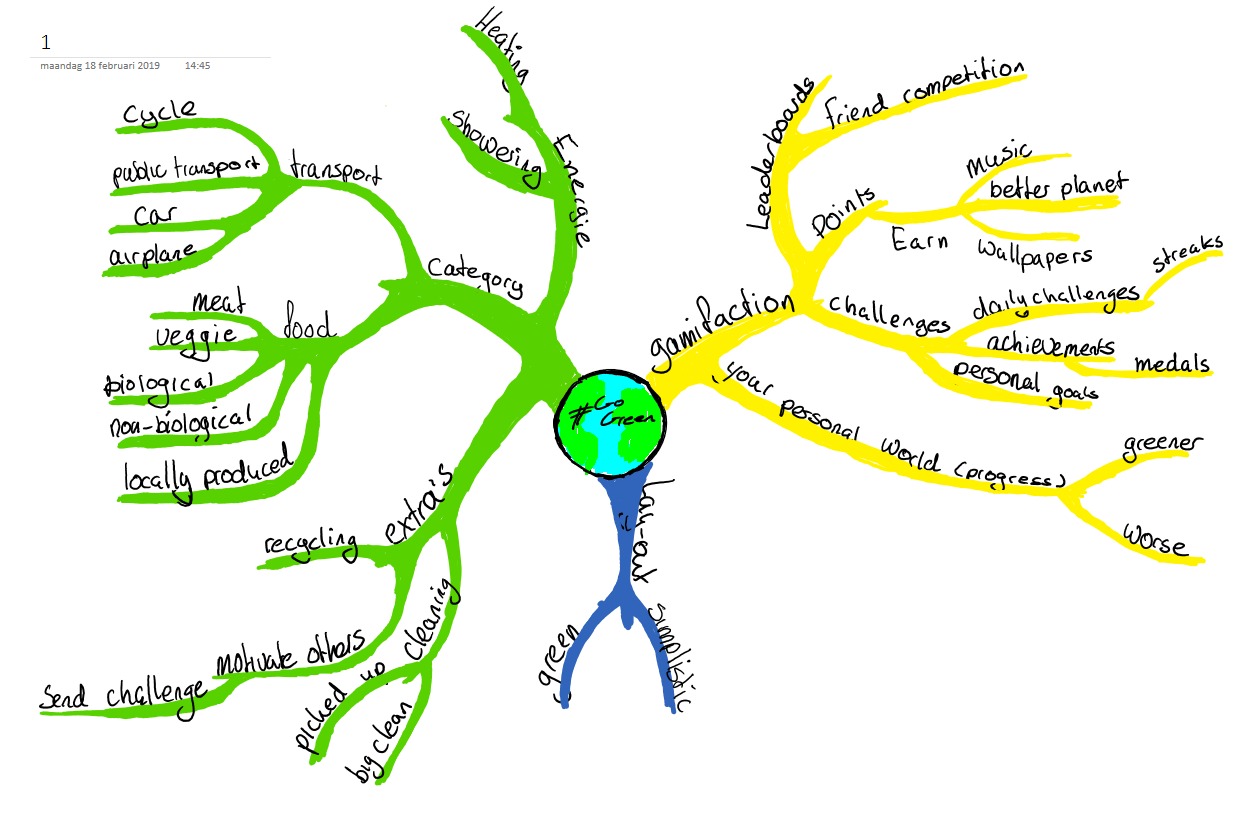 1
maandag 18 februari 2019 14:45
#Go
Green
Category
transport
Cycle
public transport
Car
airplane
food
meat
veggie
biological
non-biological
locally produced
Energie
Heating
Showering
extra's
recycling
motivate others
Send challenge
cleaning
picked up
big clean
gamifaction
Leaderboards
friend competition
points
Earn
music
better planet
wallpapers
challenges
daily challenges
streaks
achievements
medals
personal goals
your personal world (progress)
greener
worse
Lay-out
green
simplistic